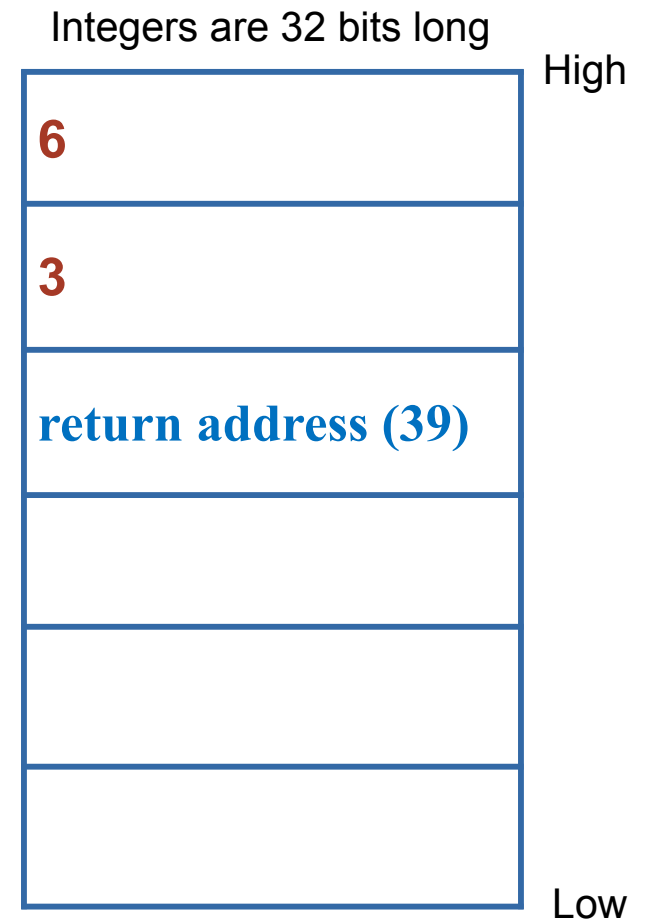 Integers are 32 bits long
High
6
3
return address (39)
Low